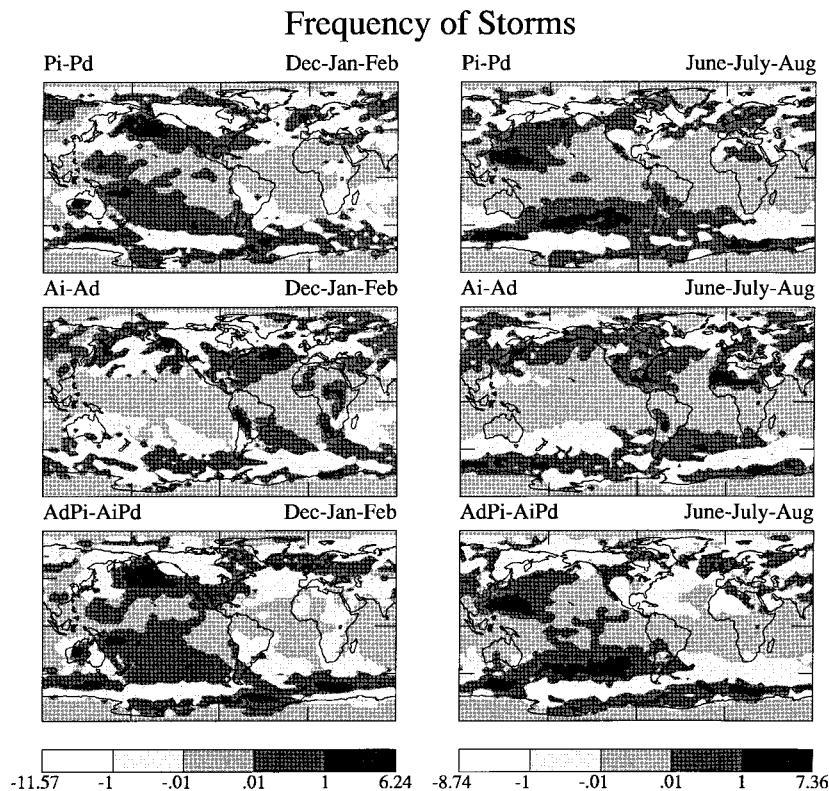 Frequency of Storms
Pi-Pd Dec-Jan-Feb Pi-Pd June-July-Aug
Ai-Ad Dec-Jan-Feb Ai-Ad June-July-Aug
AdPi-AiPd Dec-Jan-Feb AdPi-AiPd June-July-Aug
-11.57 -1 -.01 .01 1 6.24 -8.74 -1 -.01 .01 1 7.36